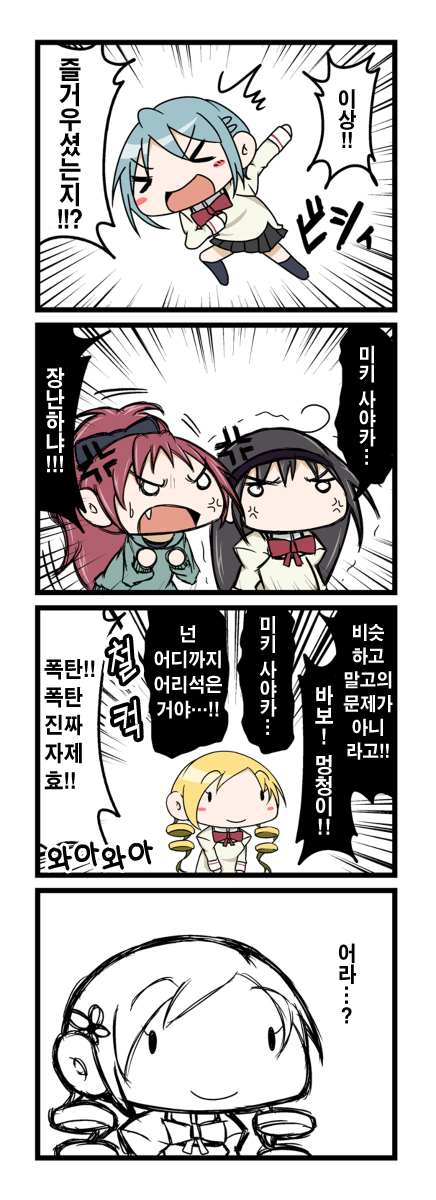 이상!!
즐거우셨는지!!?
ビシィ
미키 사야카…
장난하냐!!!
비슷
하고
말고의
문제가
아니
라고!!
바보! 멍청이!!
미키 사야카…
넌
어디까지
어리석은
거야…!!
철컥
폭탄!!
폭탄
진짜
자제
효!!
와아와아
어라…?